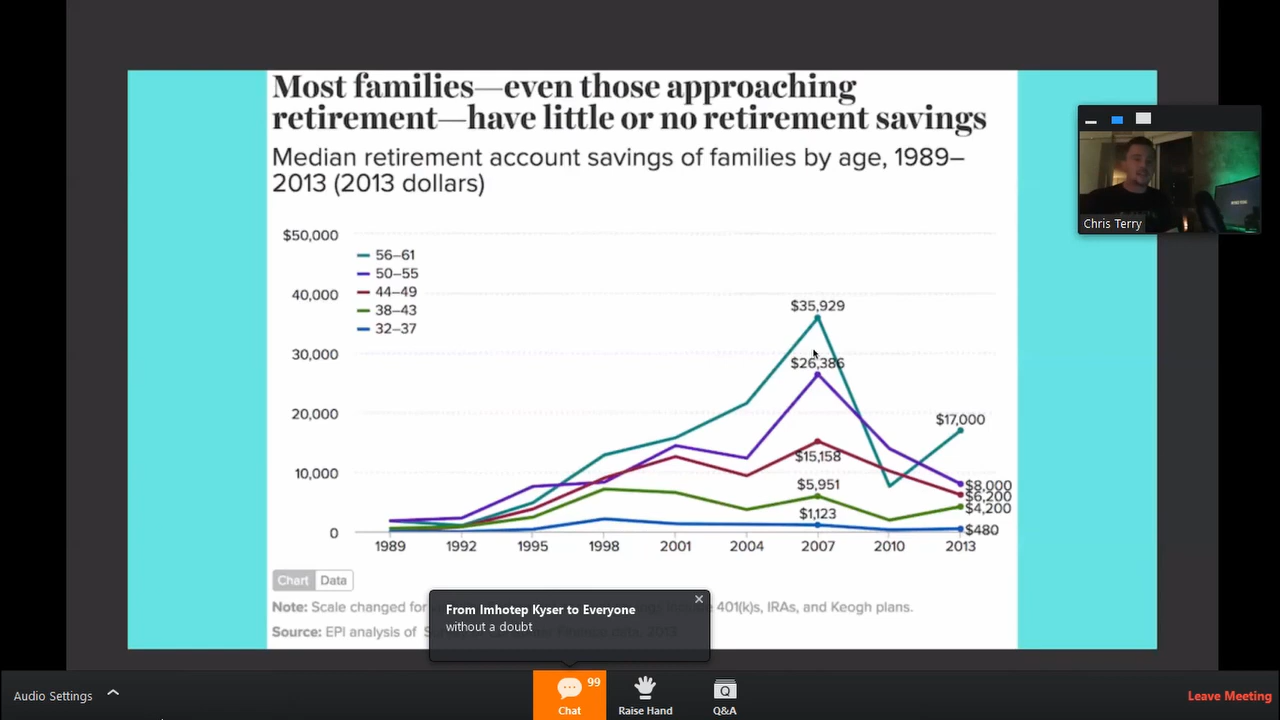 Most families—even those approaching
retirement—have little or no retirement savings
Median retirement account savings of families by age, 1989–
2013 (2013 dollars)
Chris Terry
$50,000
40,000
30,000
20,000
10,000
0
56–61
50–55
44–49
38–43
32–37
$35,929
$26,386
$15,158
$5,951
$1,123
$17,000
$8,000
$6,200
$4,200
$480
1989 1992 1995 1998 2001 2004 2007 2010 2013
Chart Data
Note: Scale changed for 401(k)s, IRAs, and Keogh plans.
Source: EPI analysis of
From Imhotep Kyser to Everyone
without a doubt
Audio Settings
99
Chat
Raise Hand
Q
Q&A
Leave Meeting